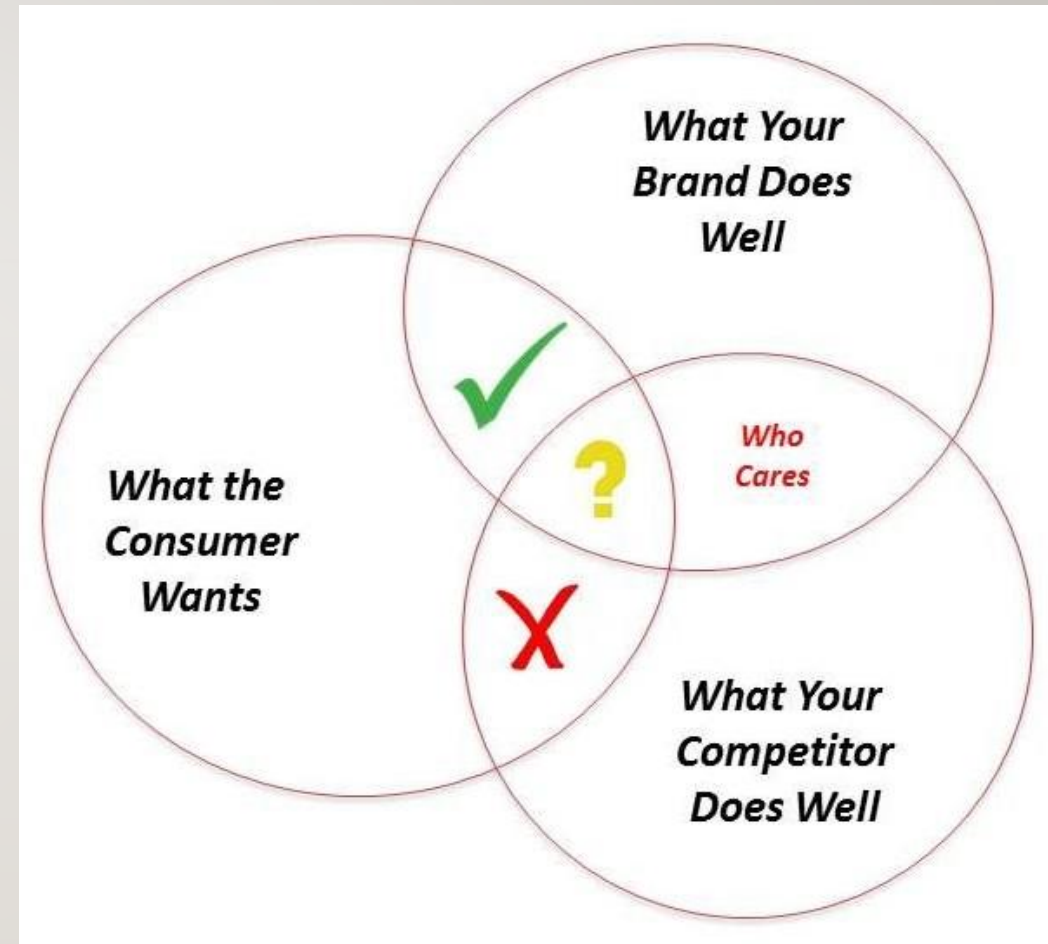 What Your
Brand Does
Well
?
Who
Cares
What the
Consumer
Wants
What Your
Competitor
Does Well